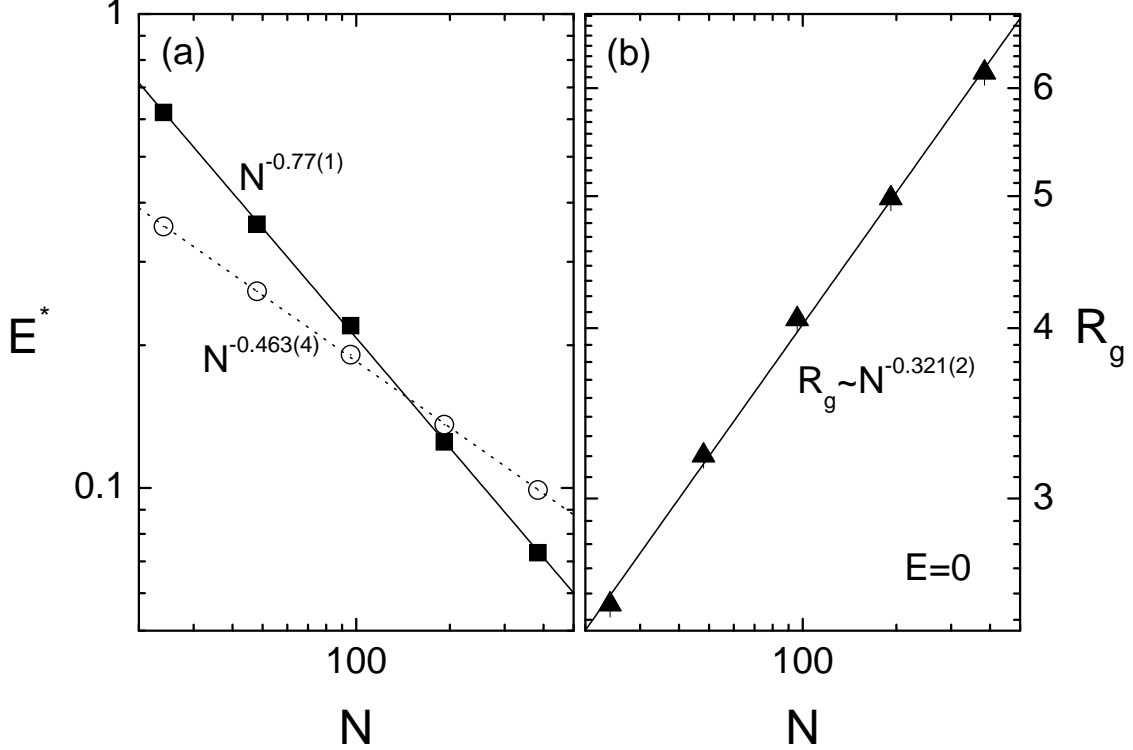 (a)
1
0.1
E*
N^-0.77(1)
N^-0.463(4)
100
N
(b)
6
5
4
3
R_g
R_g~N^-0.321(2)
E=0
100
N